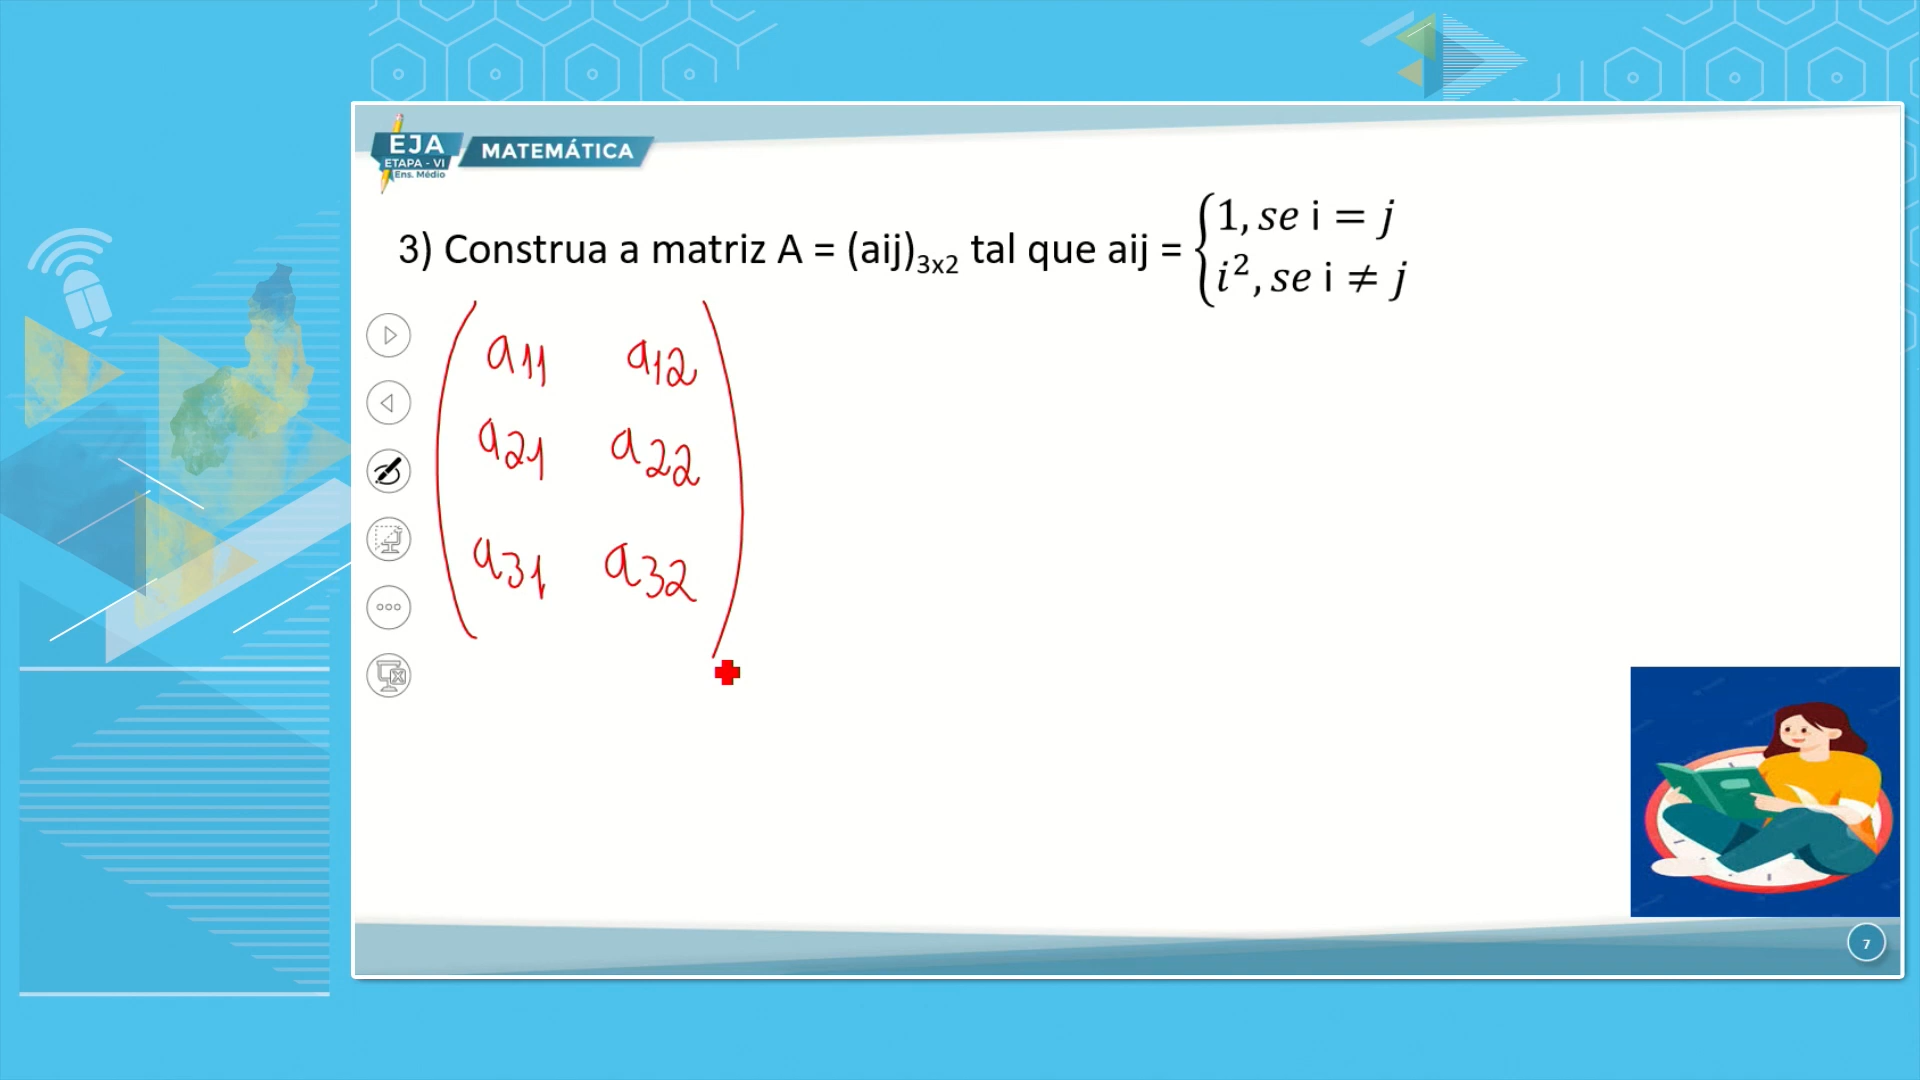 EJA
ETAPA - VI
Ens. Médio
MATEMÁTICA
3) Construa a matriz A = (aij)₃ₓ₂ tal que aij = {1, se i = j
i², se i ≠ j
a11 a12
a21 a22
a31 a32
7